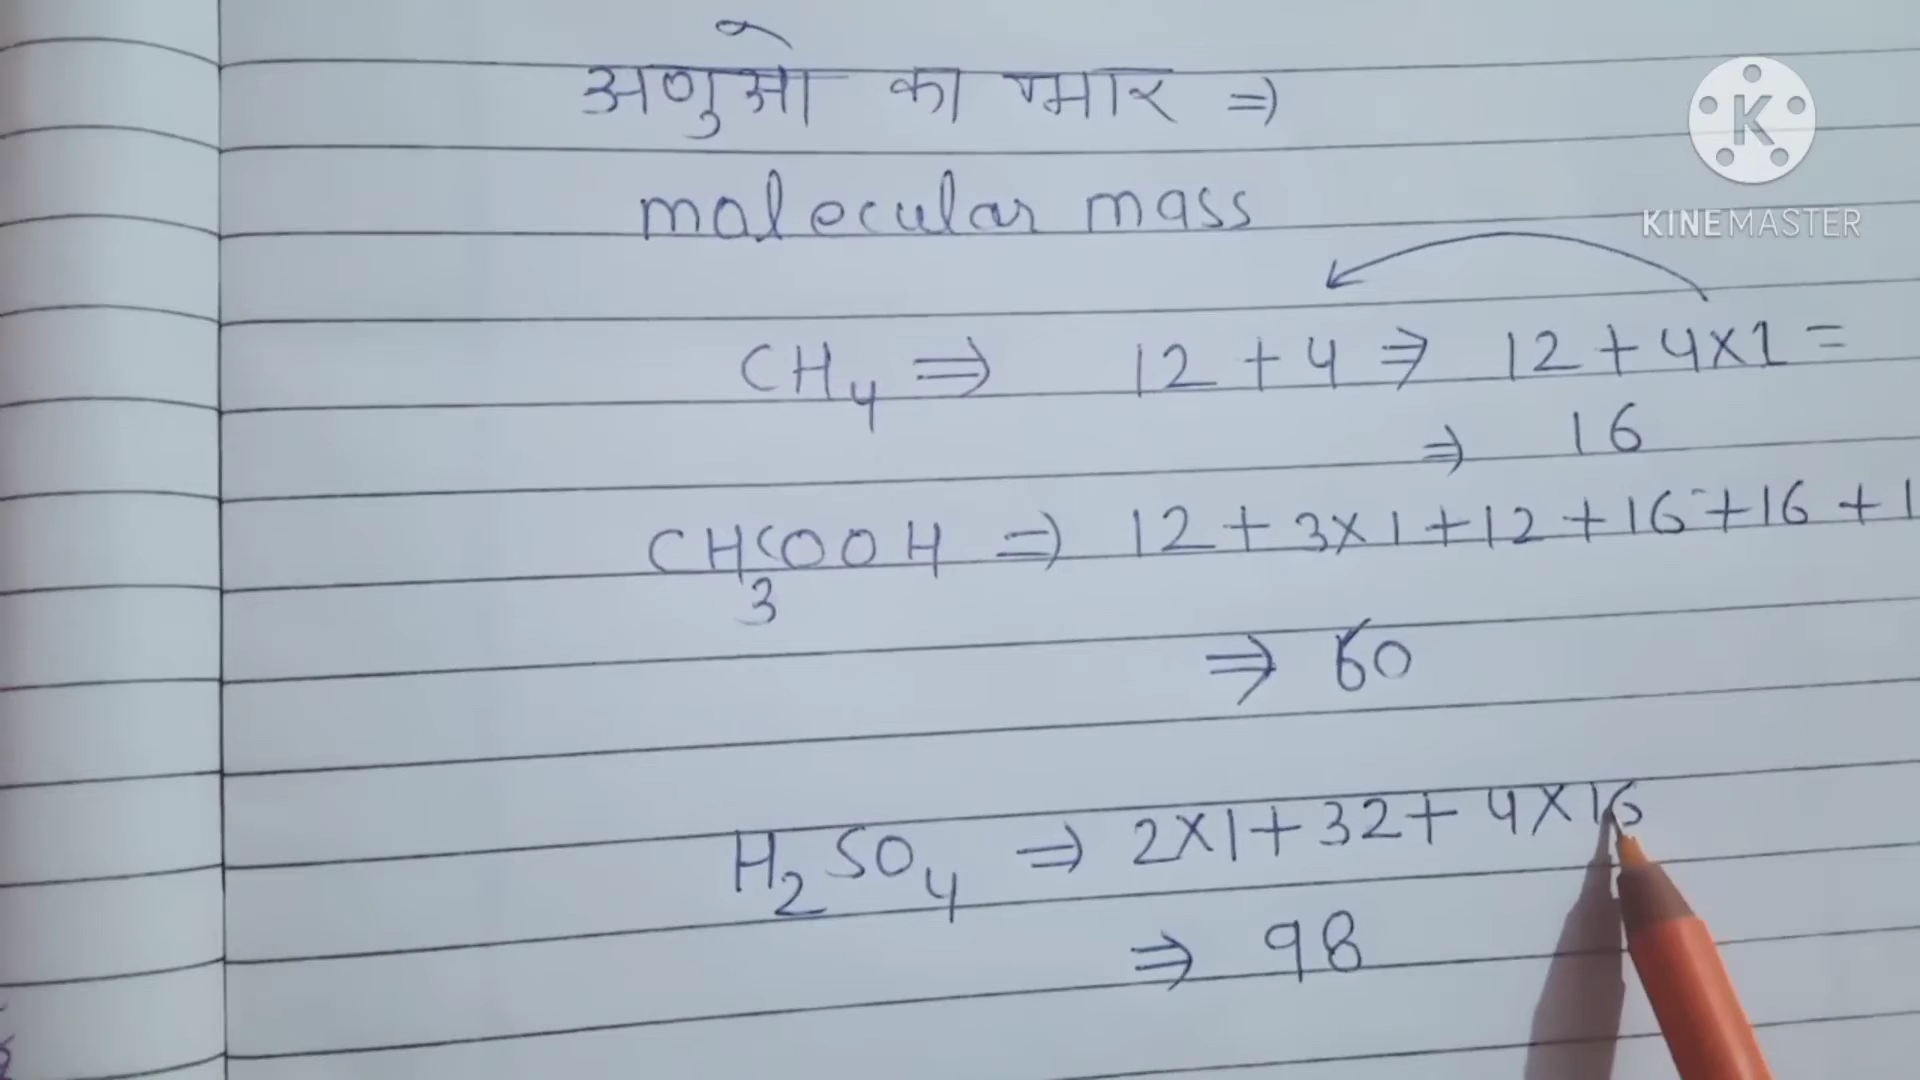 अणुओ का भार ⇒
K
KINEMASTER
malecular mass
CH₄ ⇒ 12 + 4 ⇒ 12 + 4×1 =
⇒ 16
CH₃COOH ⇒ 12 + 3×1 + 12 + 16 + 16 + 1
⇒ 60
H₂SO₄ ⇒ 2×1 + 32 + 4×16
⇒ 98